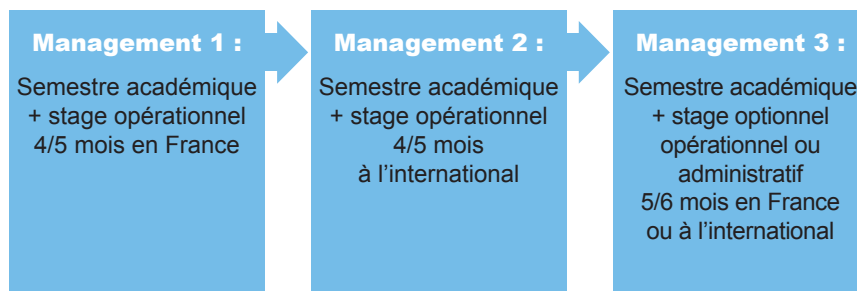 Management 1 :
Semestre académique
+ stage opérationnel
4/5 mois en France
Management 2 :
Semestre académique
+ stage opérationnel
4/5 mois
à l’international
Management 3 :
Semestre académique
+ stage optionnel
opérationnel ou
administratif
5/6 mois en France
ou à l’international